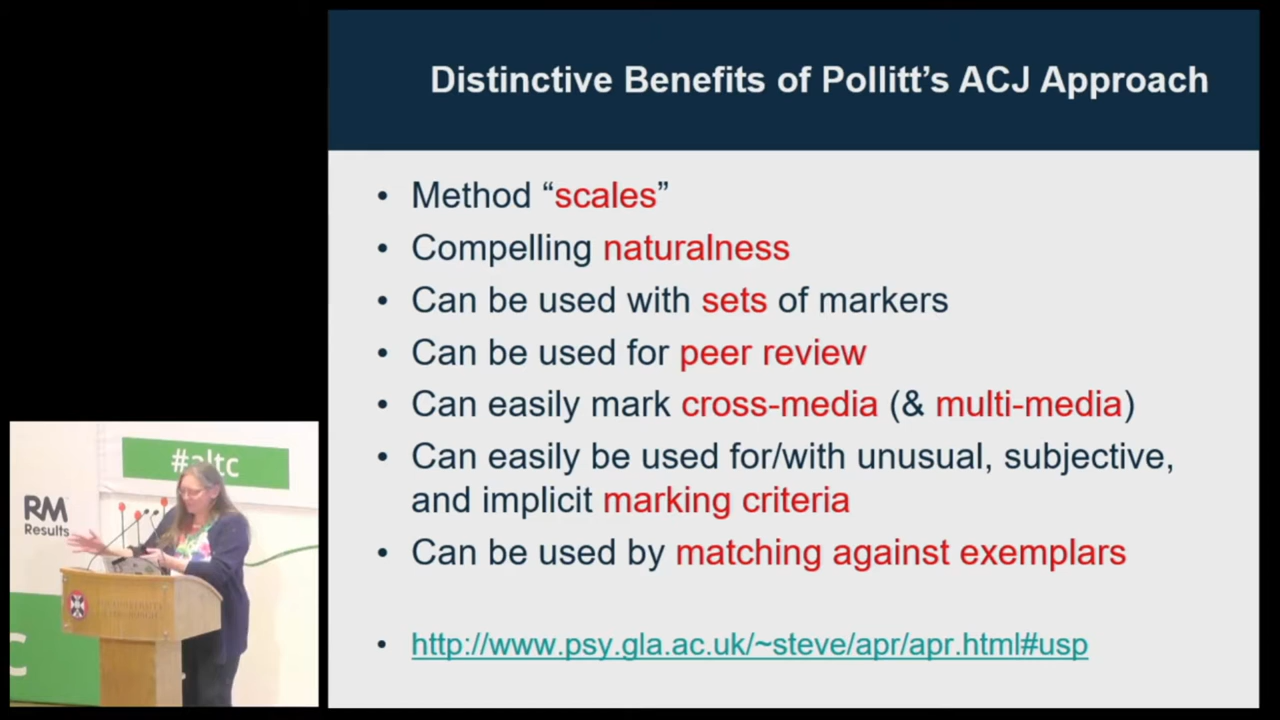 Distinctive Benefits of Pollitt's ACJ Approach
• Method “scales”
• Compelling naturalness
• Can be used with sets of markers
• Can be used for peer review
• Can easily mark cross-media (& multi-media)
• Can easily be used for/with unusual, subjective,
and implicit marking criteria
• Can be used by matching against exemplars
• http://www.psy.gla.ac.uk/~steve/apr/apr.html#usp
#altc
RM
Results